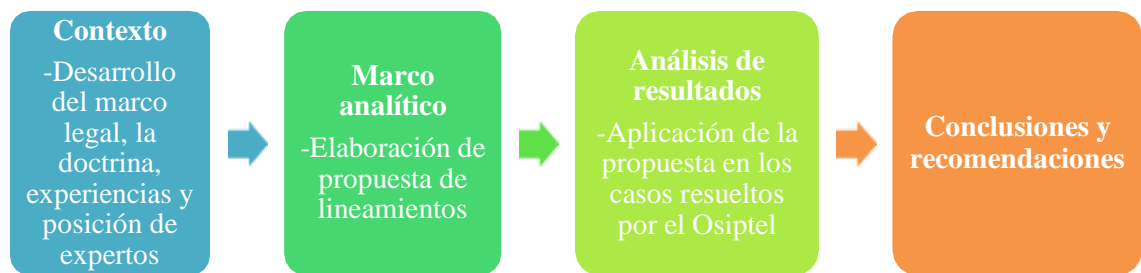 Contexto
-Desarrollo
del marco
legal, la
doctrina,
experiencias y
posición de
expertos
Marco
analítico
-Elaboración de
propuesta de
lineamientos
Análisis de
resultados
-Aplicación de la
propuesta en los
casos resueltos
por el Osiptel
Conclusiones y
recomendaciones